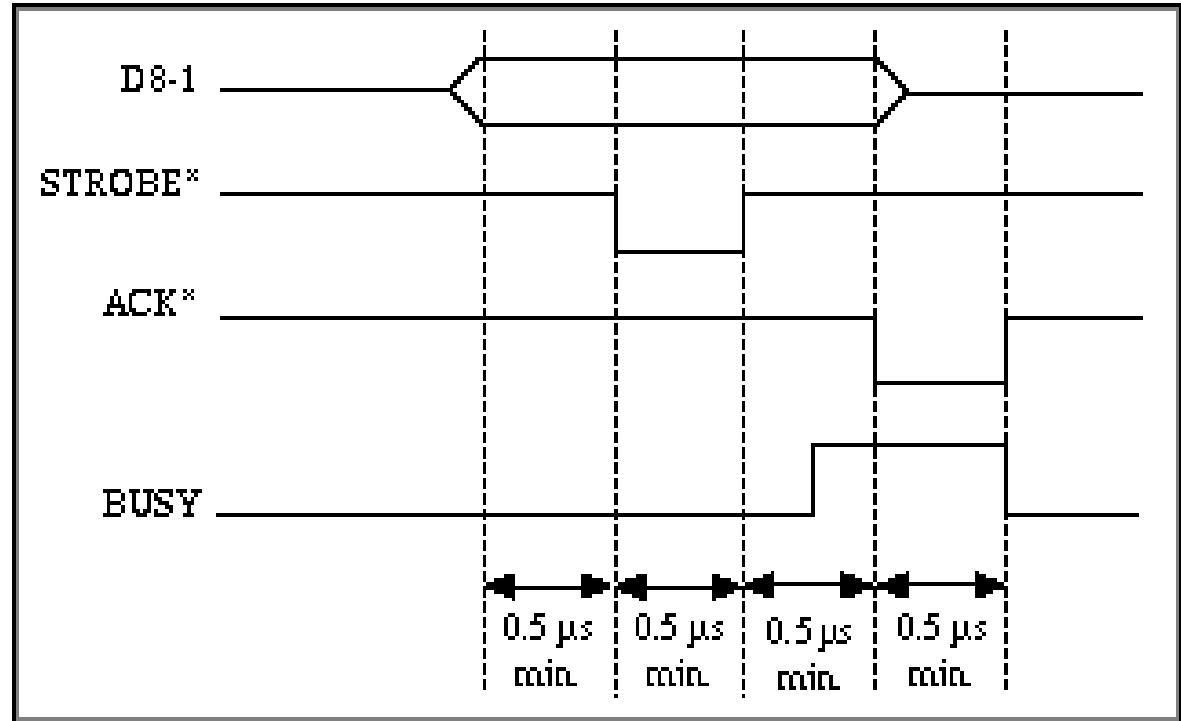 D8-1
STROBE*
ACK*
BUSY
0.5 µs 0.5 µs 0.5 µs 0.5 µs
min. min. min. min.